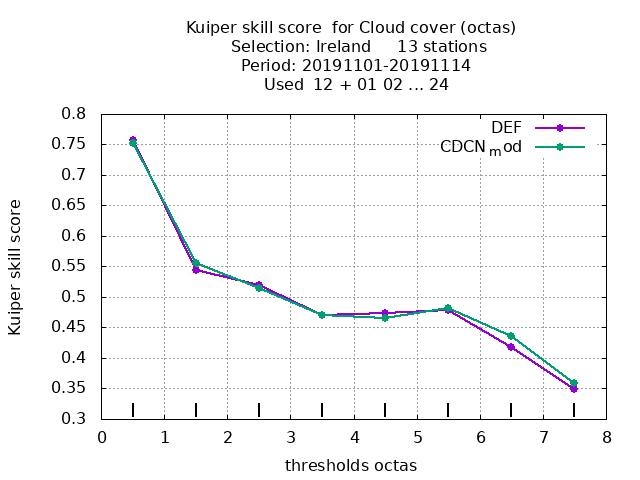 Kuiper skill score  for Cloud cover (octas)
Selection: Ireland     13 stations
Period: 20191101-20191114
Used  12 + 01 02 ... 24
DEF
CDCN_mod
0.8
0.75
0.7
0.65
0.6
0.55
0.5
0.45
0.4
0.35
0.3
Kuiper skill score
0 1 2 3 4 5 6 7 8
thresholds octas